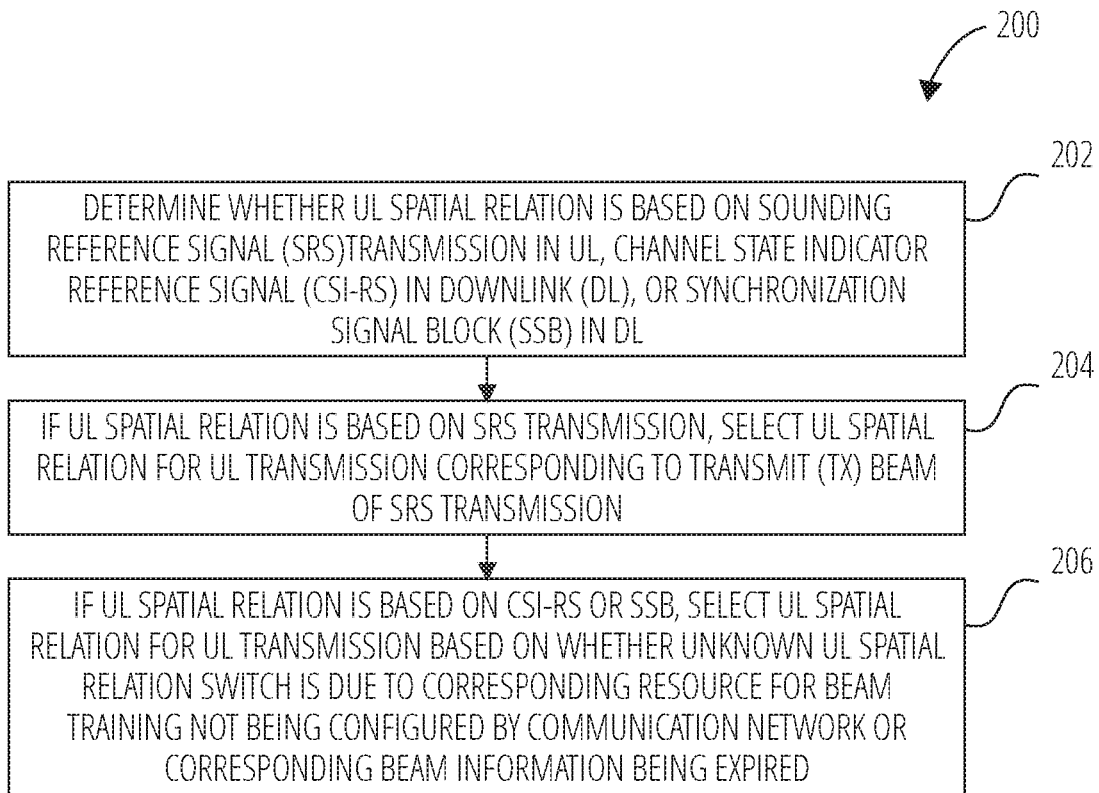 200
202
DETERMINE WHETHER UL SPATIAL RELATION IS BASED ON SOUNDING
REFERENCE SIGNAL (SRS)TRANSMISSION IN UL, CHANNEL STATE INDICATOR
REFERENCE SIGNAL (CSI-RS) IN DOWNLINK (DL), OR SYNCHRONIZATION
SIGNAL BLOCK (SSB) IN DL
204
IF UL SPATIAL RELATION IS BASED ON SRS TRANSMISSION, SELECT UL SPATIAL
RELATION FOR UL TRANSMISSION CORRESPONDING TO TRANSMIT (TX) BEAM
OF SRS TRANSMISSION
206
IF UL SPATIAL RELATION IS BASED ON CSI-RS OR SSB, SELECT UL SPATIAL
RELATION FOR UL TRANSMISSION BASED ON WHETHER UNKNOWN UL SPATIAL
RELATION SWITCH IS DUE TO CORRESPONDING RESOURCE FOR BEAM
TRAINING NOT BEING CONFIGURED BY COMMUNICATION NETWORK OR
CORRESPONDING BEAM INFORMATION BEING EXPIRED